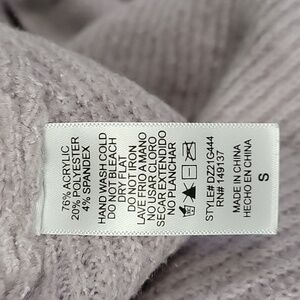 76% ACRYLIC
20% POLYESTER
4% SPANDEX
HAND WASH COLD
DO NOT BLEACH
DRY FLAT
DO NOT IRON
LAVE FRIO A MANO
NO USAR CLORO
SECAR EXTENDIDO
NO PLANCHAR
STYLE# DZ21G444
RN# 149137
MADE IN CHINA
HECHO EN CHINA
S